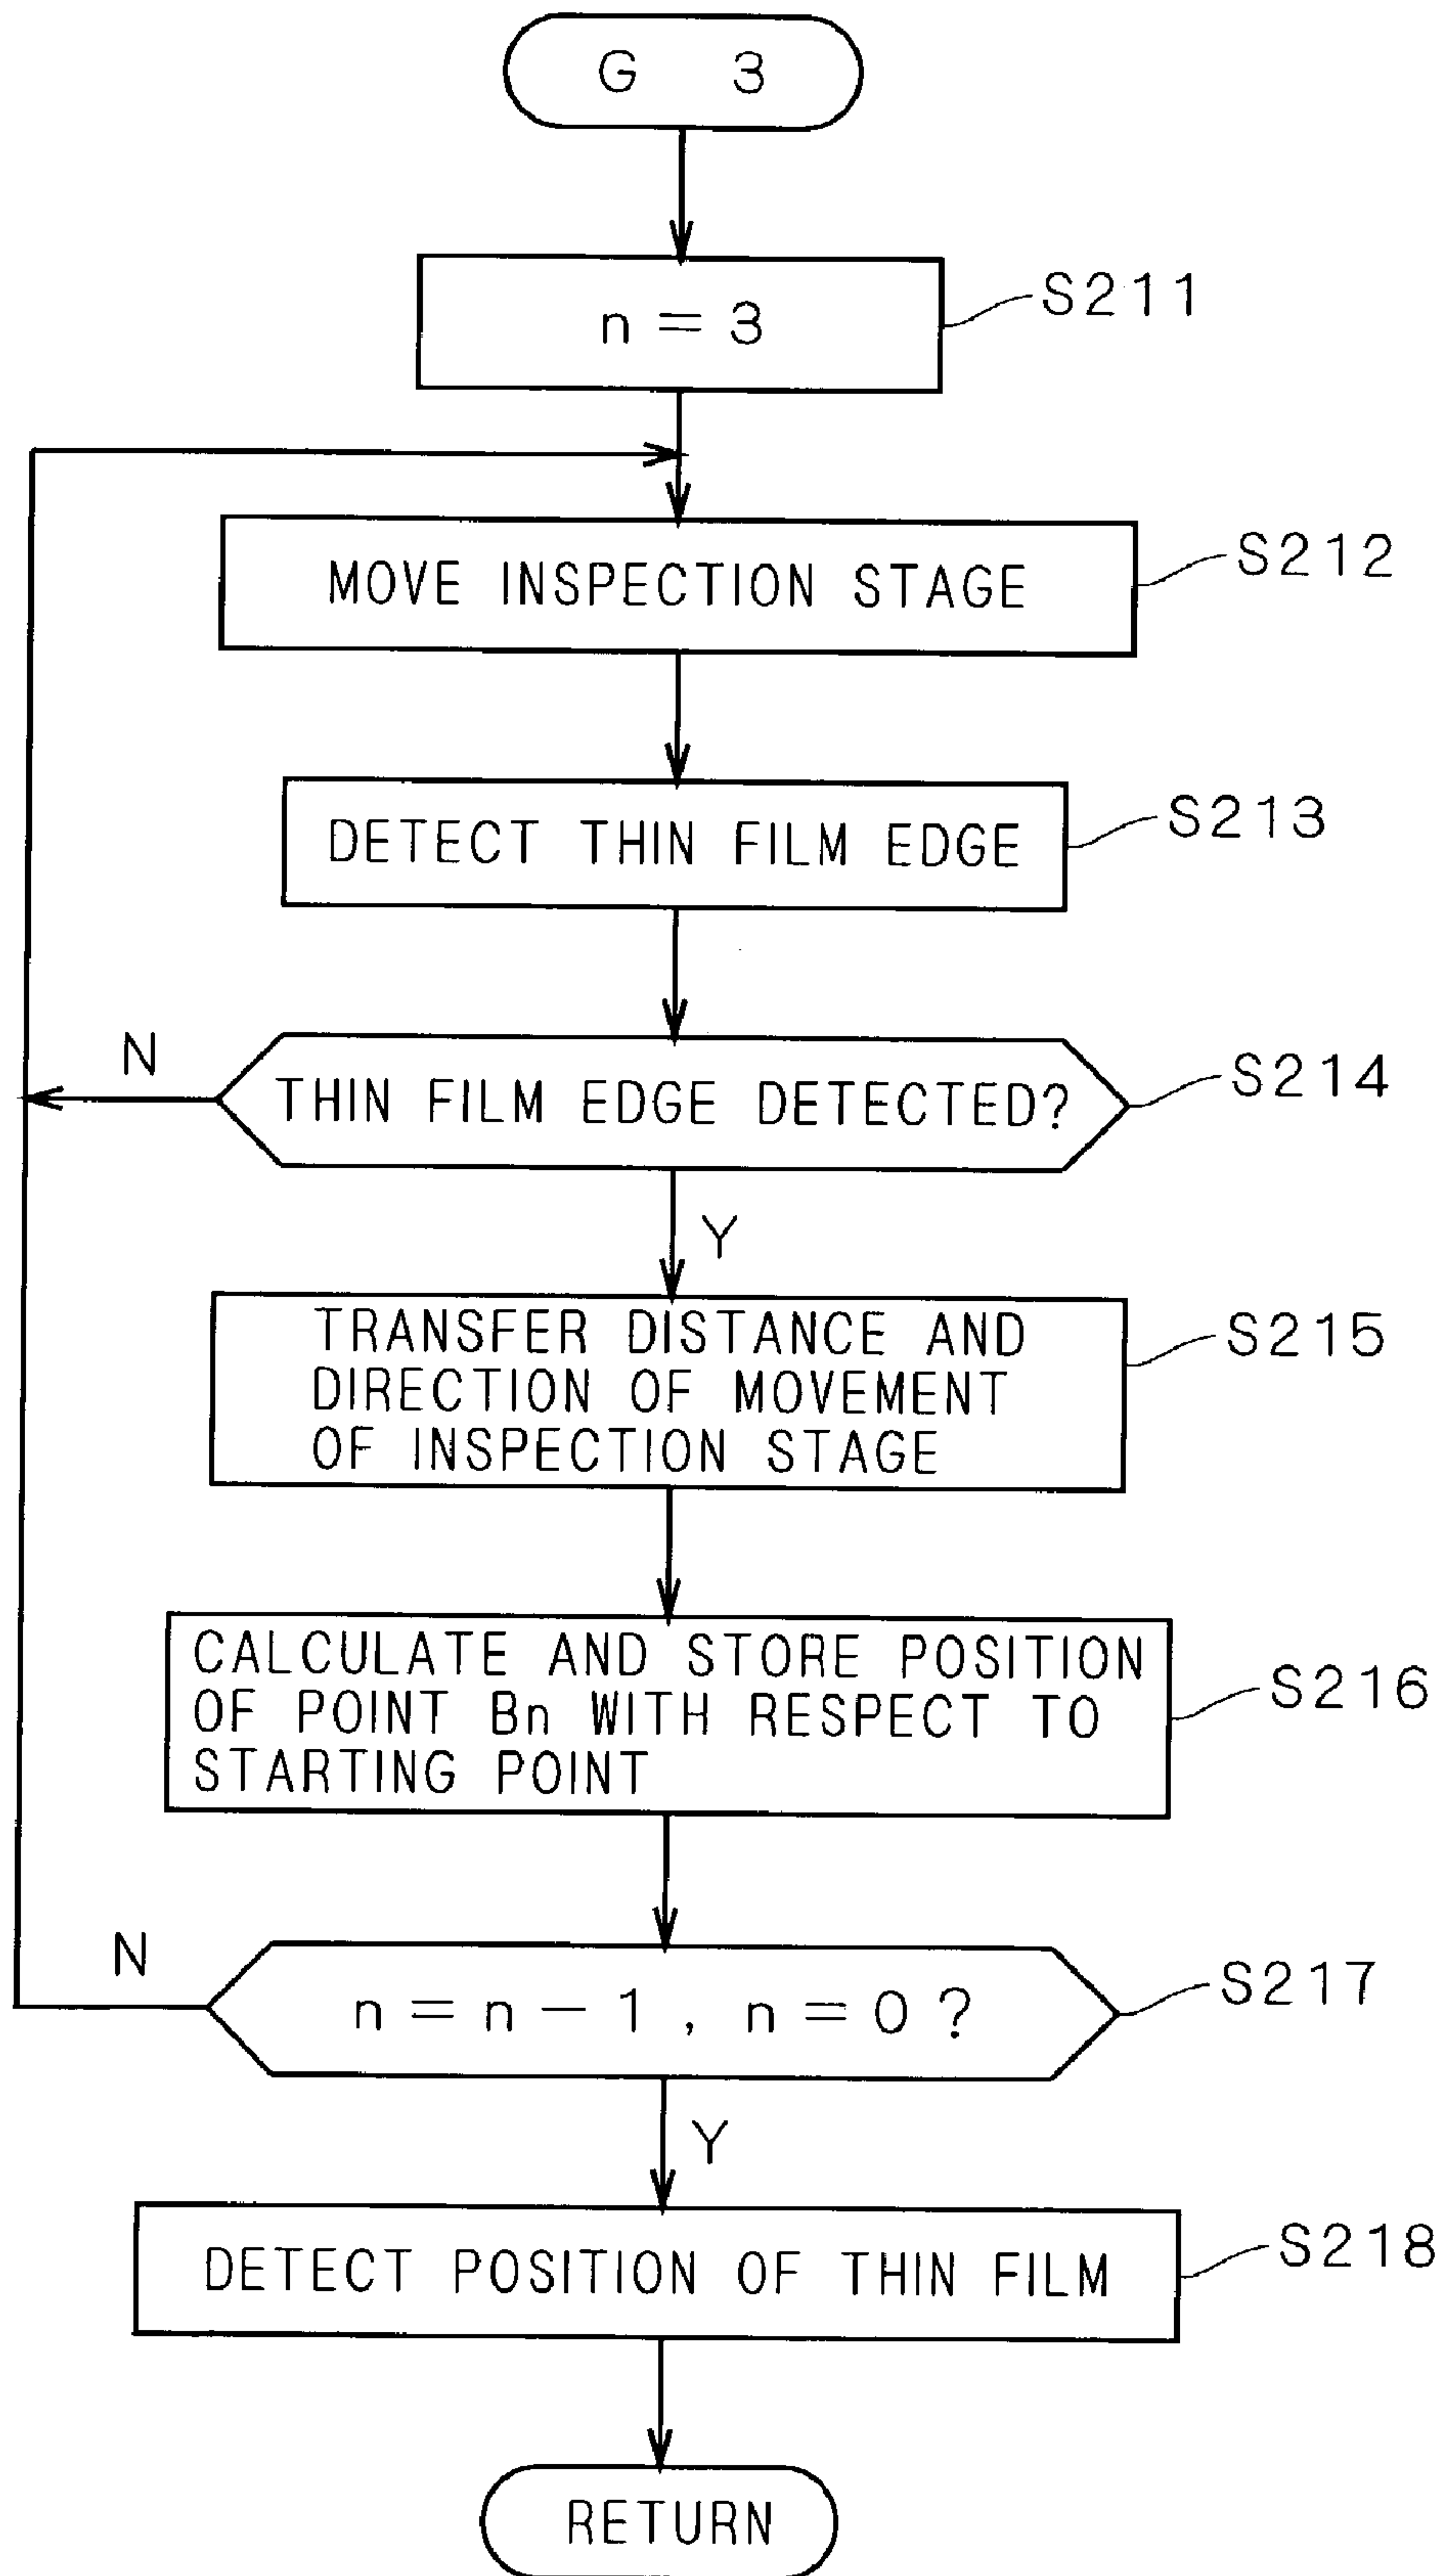 G 3
n = 3
S211
MOVE INSPECTION STAGE
S212
DETECT THIN FILM EDGE
S213
N
THIN FILM EDGE DETECTED?
S214
Y
TRANSFER DISTANCE AND
DIRECTION OF MOVEMENT
OF INSPECTION STAGE
S215
CALCULATE AND STORE POSITION
OF POINT Bn WITH RESPECT TO
STARTING POINT
S216
N
n = n - 1 , n = 0 ?
S217
Y
DETECT POSITION OF THIN FILM
S218
RETURN